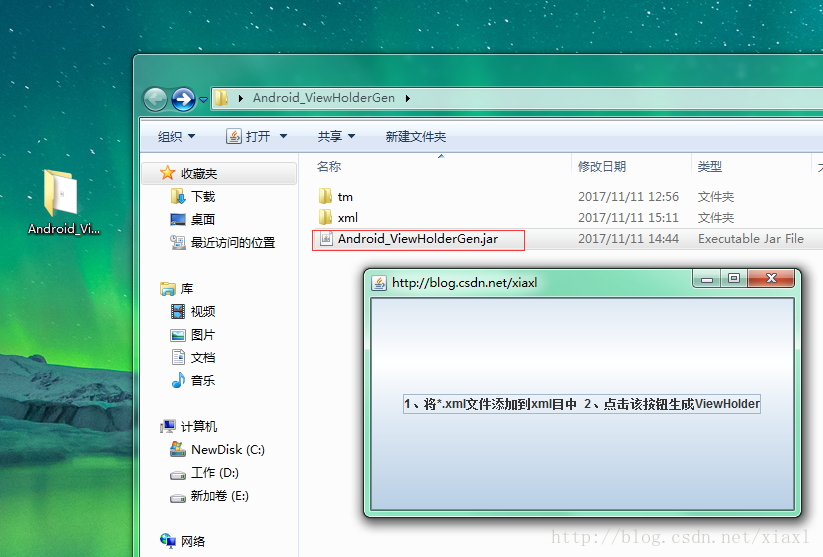 Android_ViewHolderGen
组织 打开 共享 新建文件夹
名称 修改日期 类型
收藏夹
下载
桌面
最近访问的位置
库
视频
图片
文档
音乐
计算机
NewDisk (C:)
工作 (D:)
新加卷 (E:)
网络
Android_Vi...
tm 2017/11/11 12:56 文件夹
xml 2017/11/11 15:11 文件夹
Android_ViewHolderGen.jar 2017/11/11 14:44 Executable Jar File
http://blog.csdn.net/xiaxl
1、将*.xml文件添加到xml目中 2、点击该按钮生成ViewHolder
http://blog.csdn.net/xiaxl